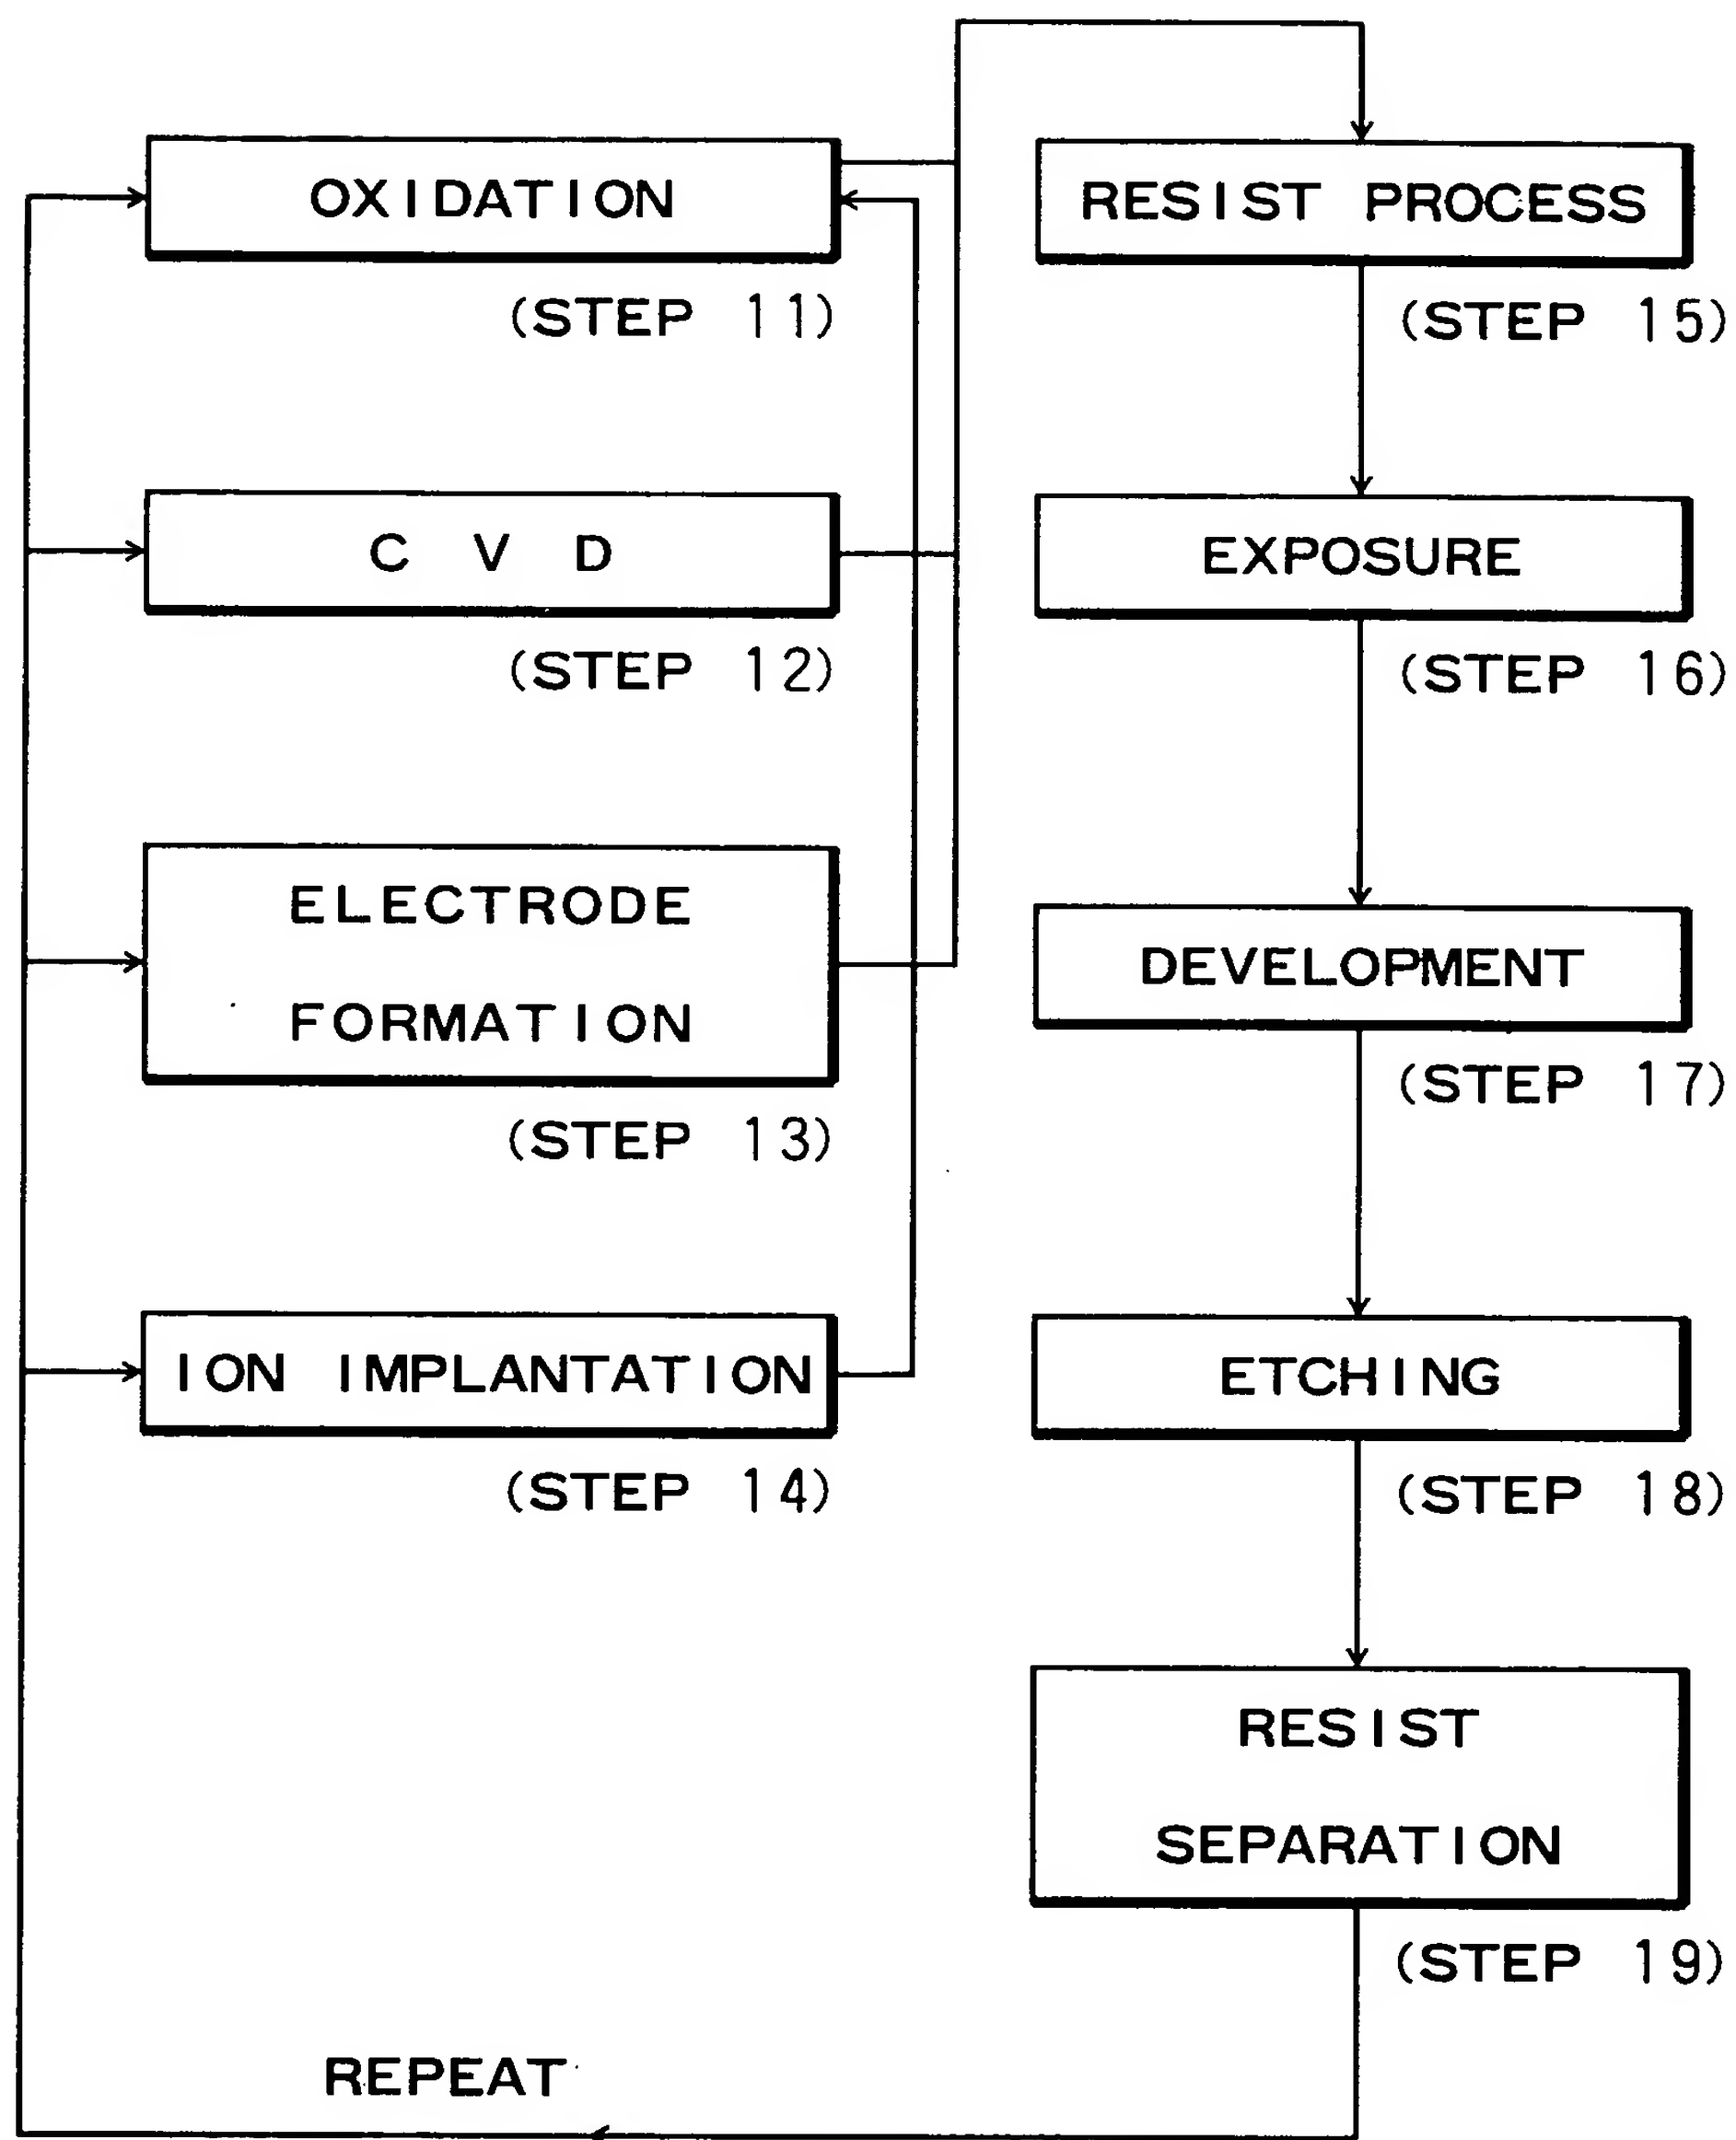 OXIDATION
(STEP 11)
C V D
(STEP 12)
ELECTRODE
FORMATION
(STEP 13)
ION IMPLANTATION
(STEP 14)
RESIST PROCESS
(STEP 15)
EXPOSURE
(STEP 16)
DEVELOPMENT
(STEP 17)
ETCHING
(STEP 18)
RESIST
SEPARATION
(STEP 19)
REPEAT